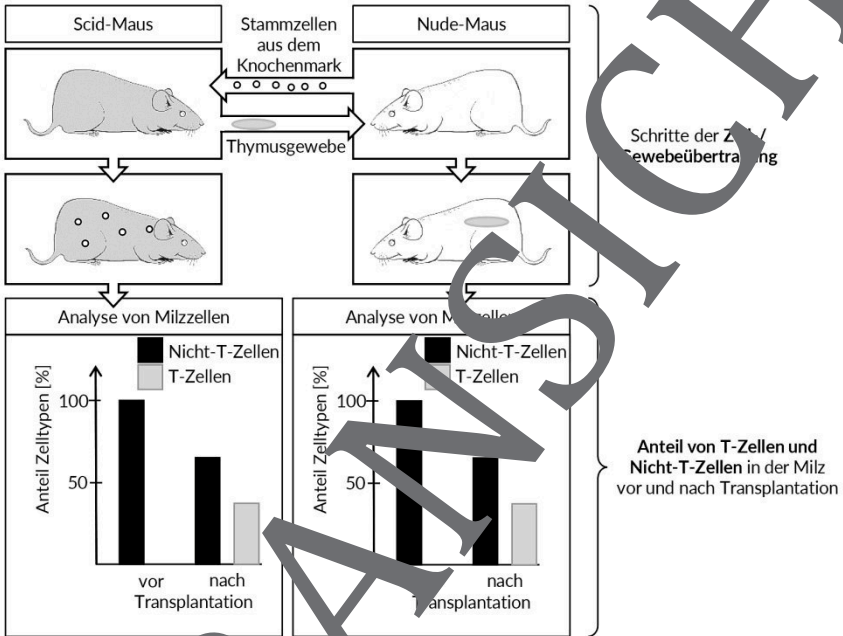 Scid-Maus
Stammzellen
aus dem
Knochenmark
Nude-Maus
Thymusgewebe
Schritte der
Analyse von Milzzellen
Analyse von
Nicht-T-Zellen
T-Zellen
Anteil Zelltypen [%]
100
50
vor
nach
Transplantation
Nicht-T-Zellen
T-Zellen
Anteil Zelltypen [%]
100
50
nach
Transplantation
Anteil von T-Zellen und
Nicht-T-Zellen in der Milz
vor und nach Transplantation